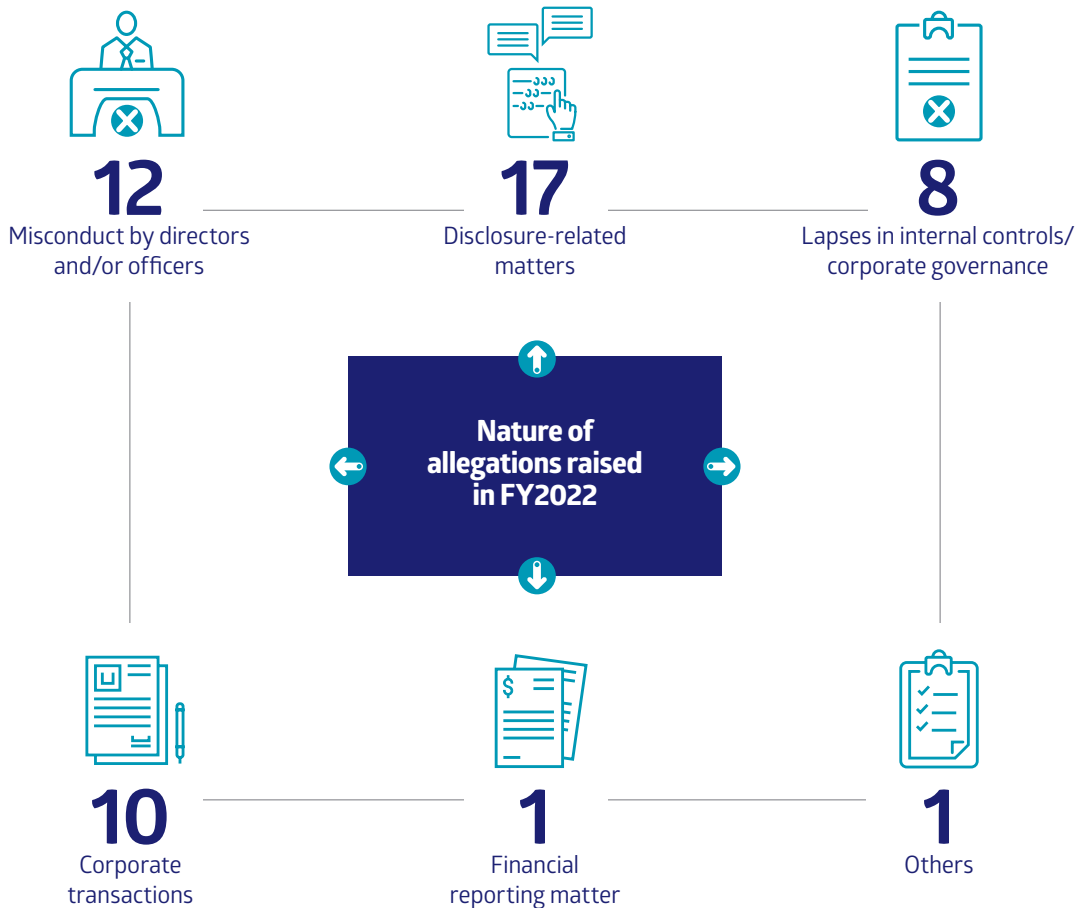 12
Misconduct by directors
and/or officers
17
Disclosure-related
matters
8
Lapses in internal controls/
corporate governance
Nature of
allegations raised
in FY2022
$
10
Corporate
transactions
1
Financial
reporting matter
1
Others